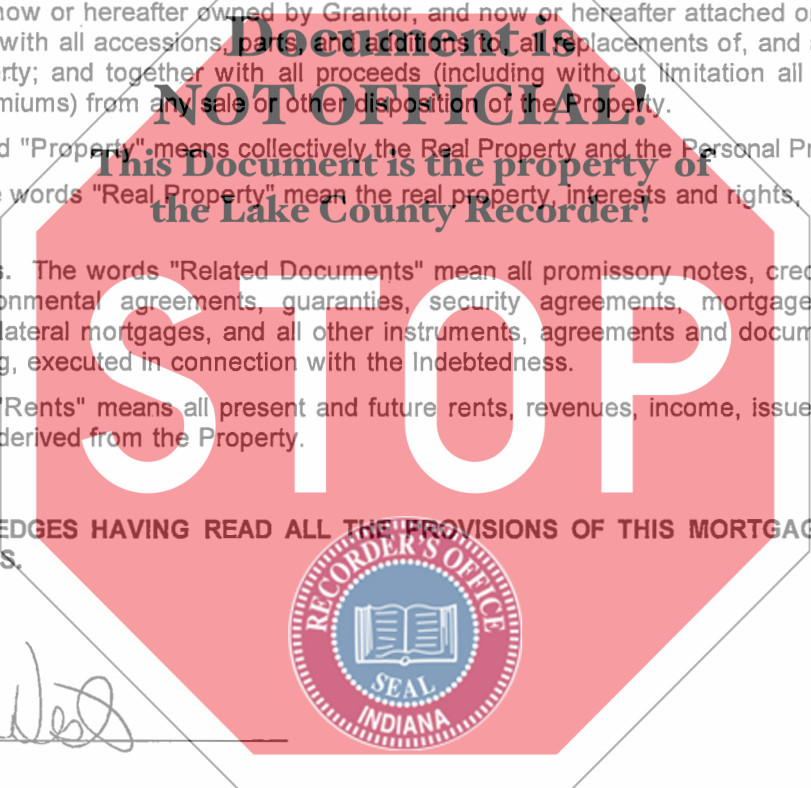 now or hereafter owned by Grantor, and now or hereafter attached o
with all accessions, parts, and additions to, all replacements of, and
rty; and together with all proceeds (including without limitation all
miums) from any sale or other disposition of the Property.
Document is
NOT OFFICIAL!
d "Property" means collectively the Real Property and the Personal Pr
This Document is the property of
words "Real Property" mean the real property, interests and rights,
the Lake County Recorder!
s. The words "Related Documents" mean all promissory notes, cred
onmental agreements, guaranties, security agreements, mortgage
lateral mortgages, and all other instruments, agreements and docum
g, executed in connection with the Indebtedness.
STOP
"Rents" means all present and future rents, revenues, income, issue
derived from the Property.
EDGES HAVING READ ALL THE PROVISIONS OF THIS MORTGAG
S.
RECORDER'S OFFICE
SEAL
INDIANA